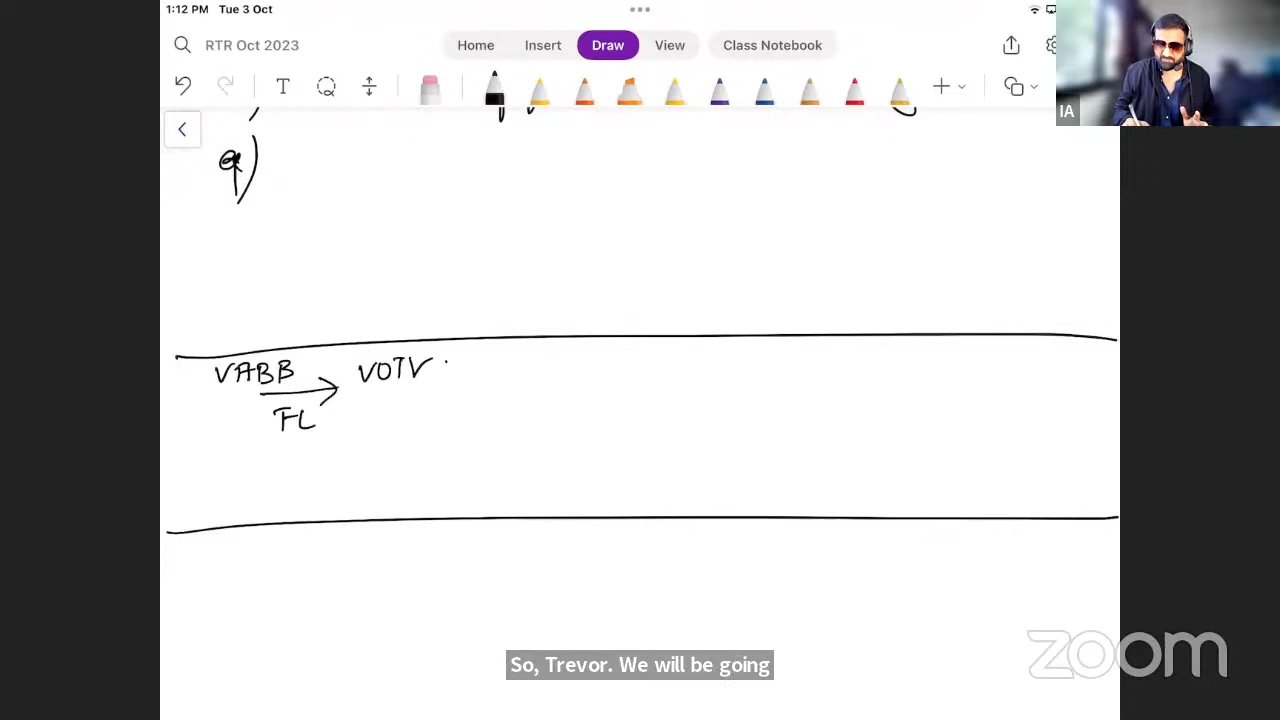 1:12 PM Tue 3 Oct
RTR Oct 2023
Home Insert Draw View Class Notebook
T
IA
q)
VABB VOTV
FL
So, Trevor. We will be going
zoom